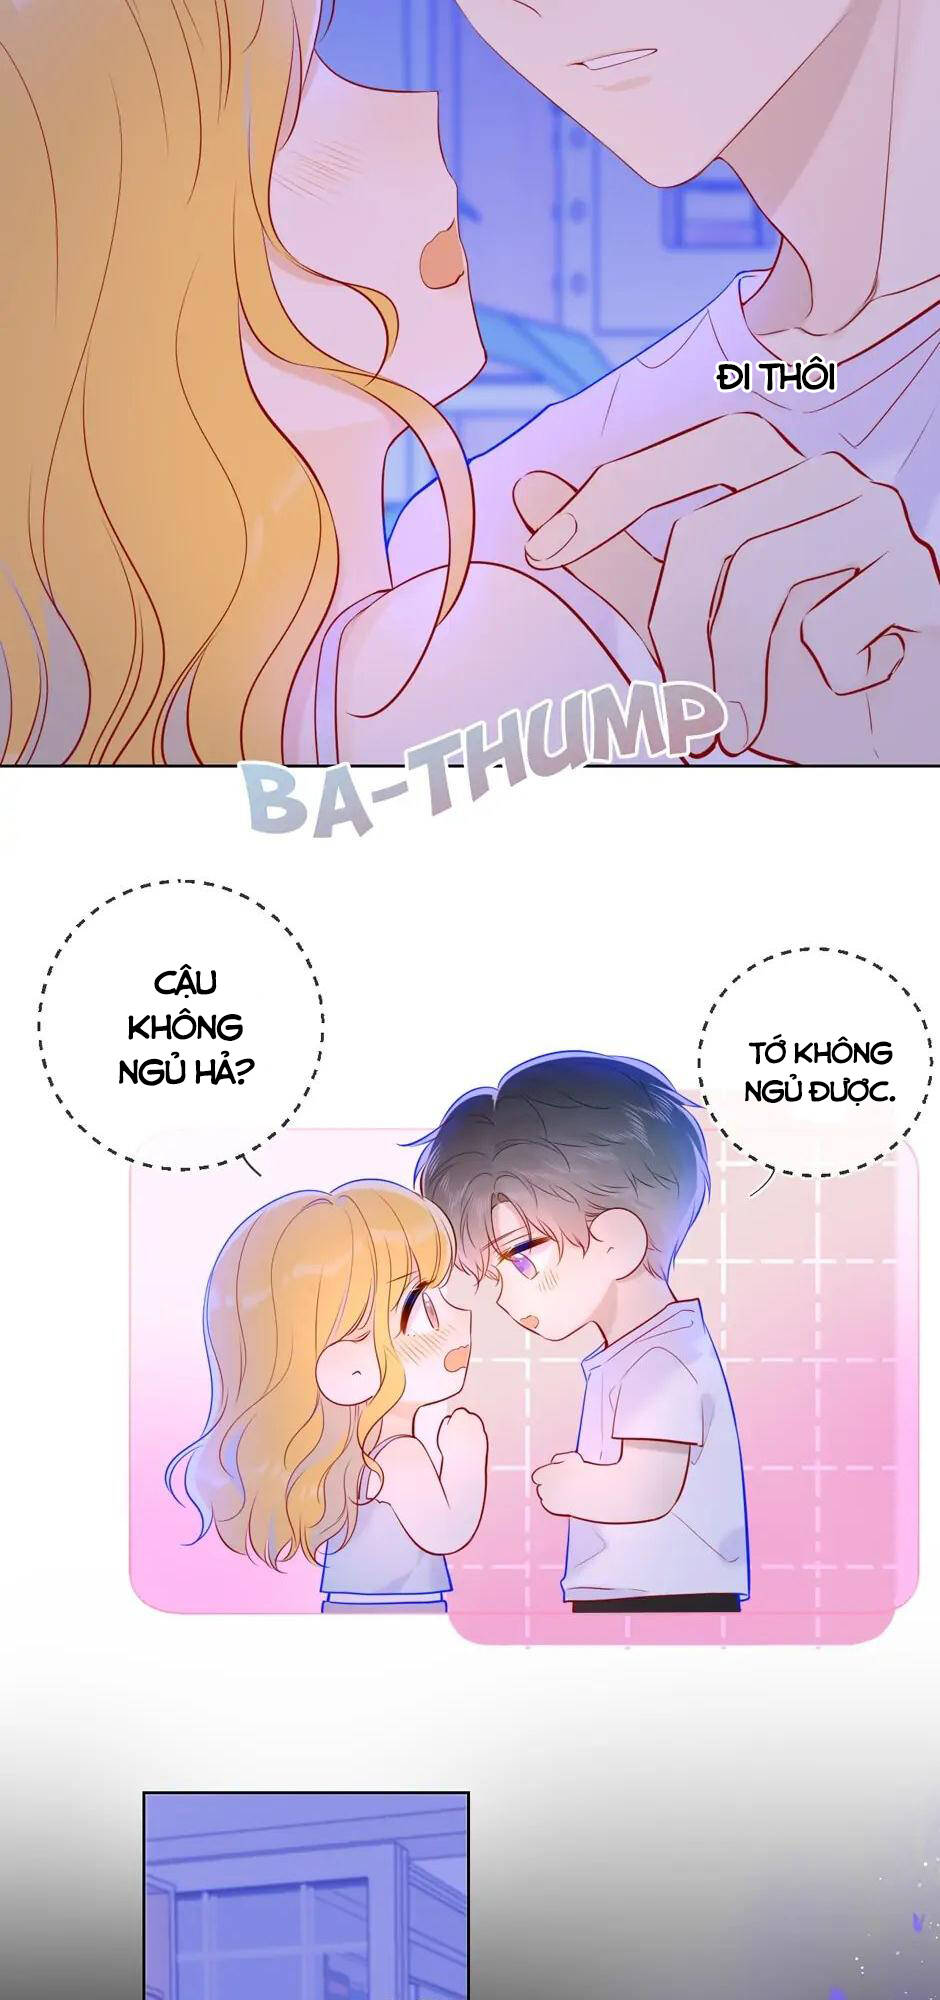 ĐI THÔI
BA-THUMP
CẬU
KHÔNG
NGỦ HẢ?
TỚ KHÔNG
NGỦ ĐƯỢC.